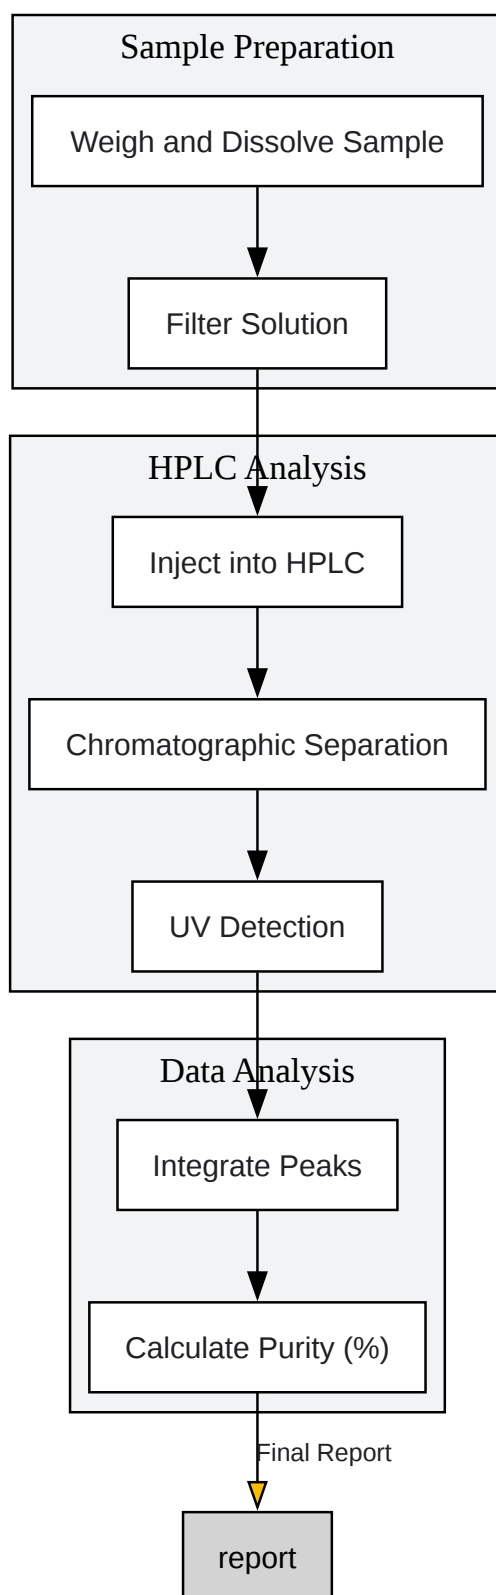 Sample Preparation
Weigh and Dissolve Sample
Filter Solution
HPLC Analysis
Inject into HPLC
Chromatographic Separation
UV Detection
Data Analysis
Integrate Peaks
Calculate Purity (%)
Final Report
report